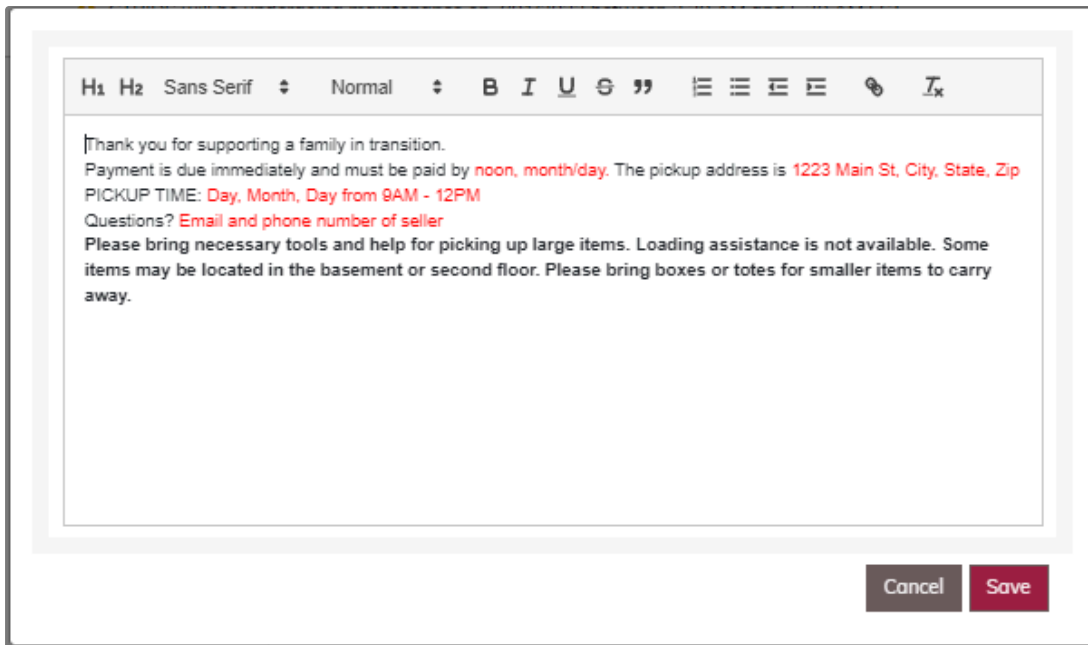 H1 H2 Sans Serif Normal B I U S
Thank you for supporting a family in transition.
Payment is due immediately and must be paid by noon, month/day. The pickup address is 1223 Main St, City, State, Zip
PICKUP TIME: Day, Month, Day from 9AM - 12PM
Questions? Email and phone number of seller
Please bring necessary tools and help for picking up large items. Loading assistance is not available. Some
items may be located in the basement or second floor. Please bring boxes or totes for smaller items to carry
away.
Cancel Save